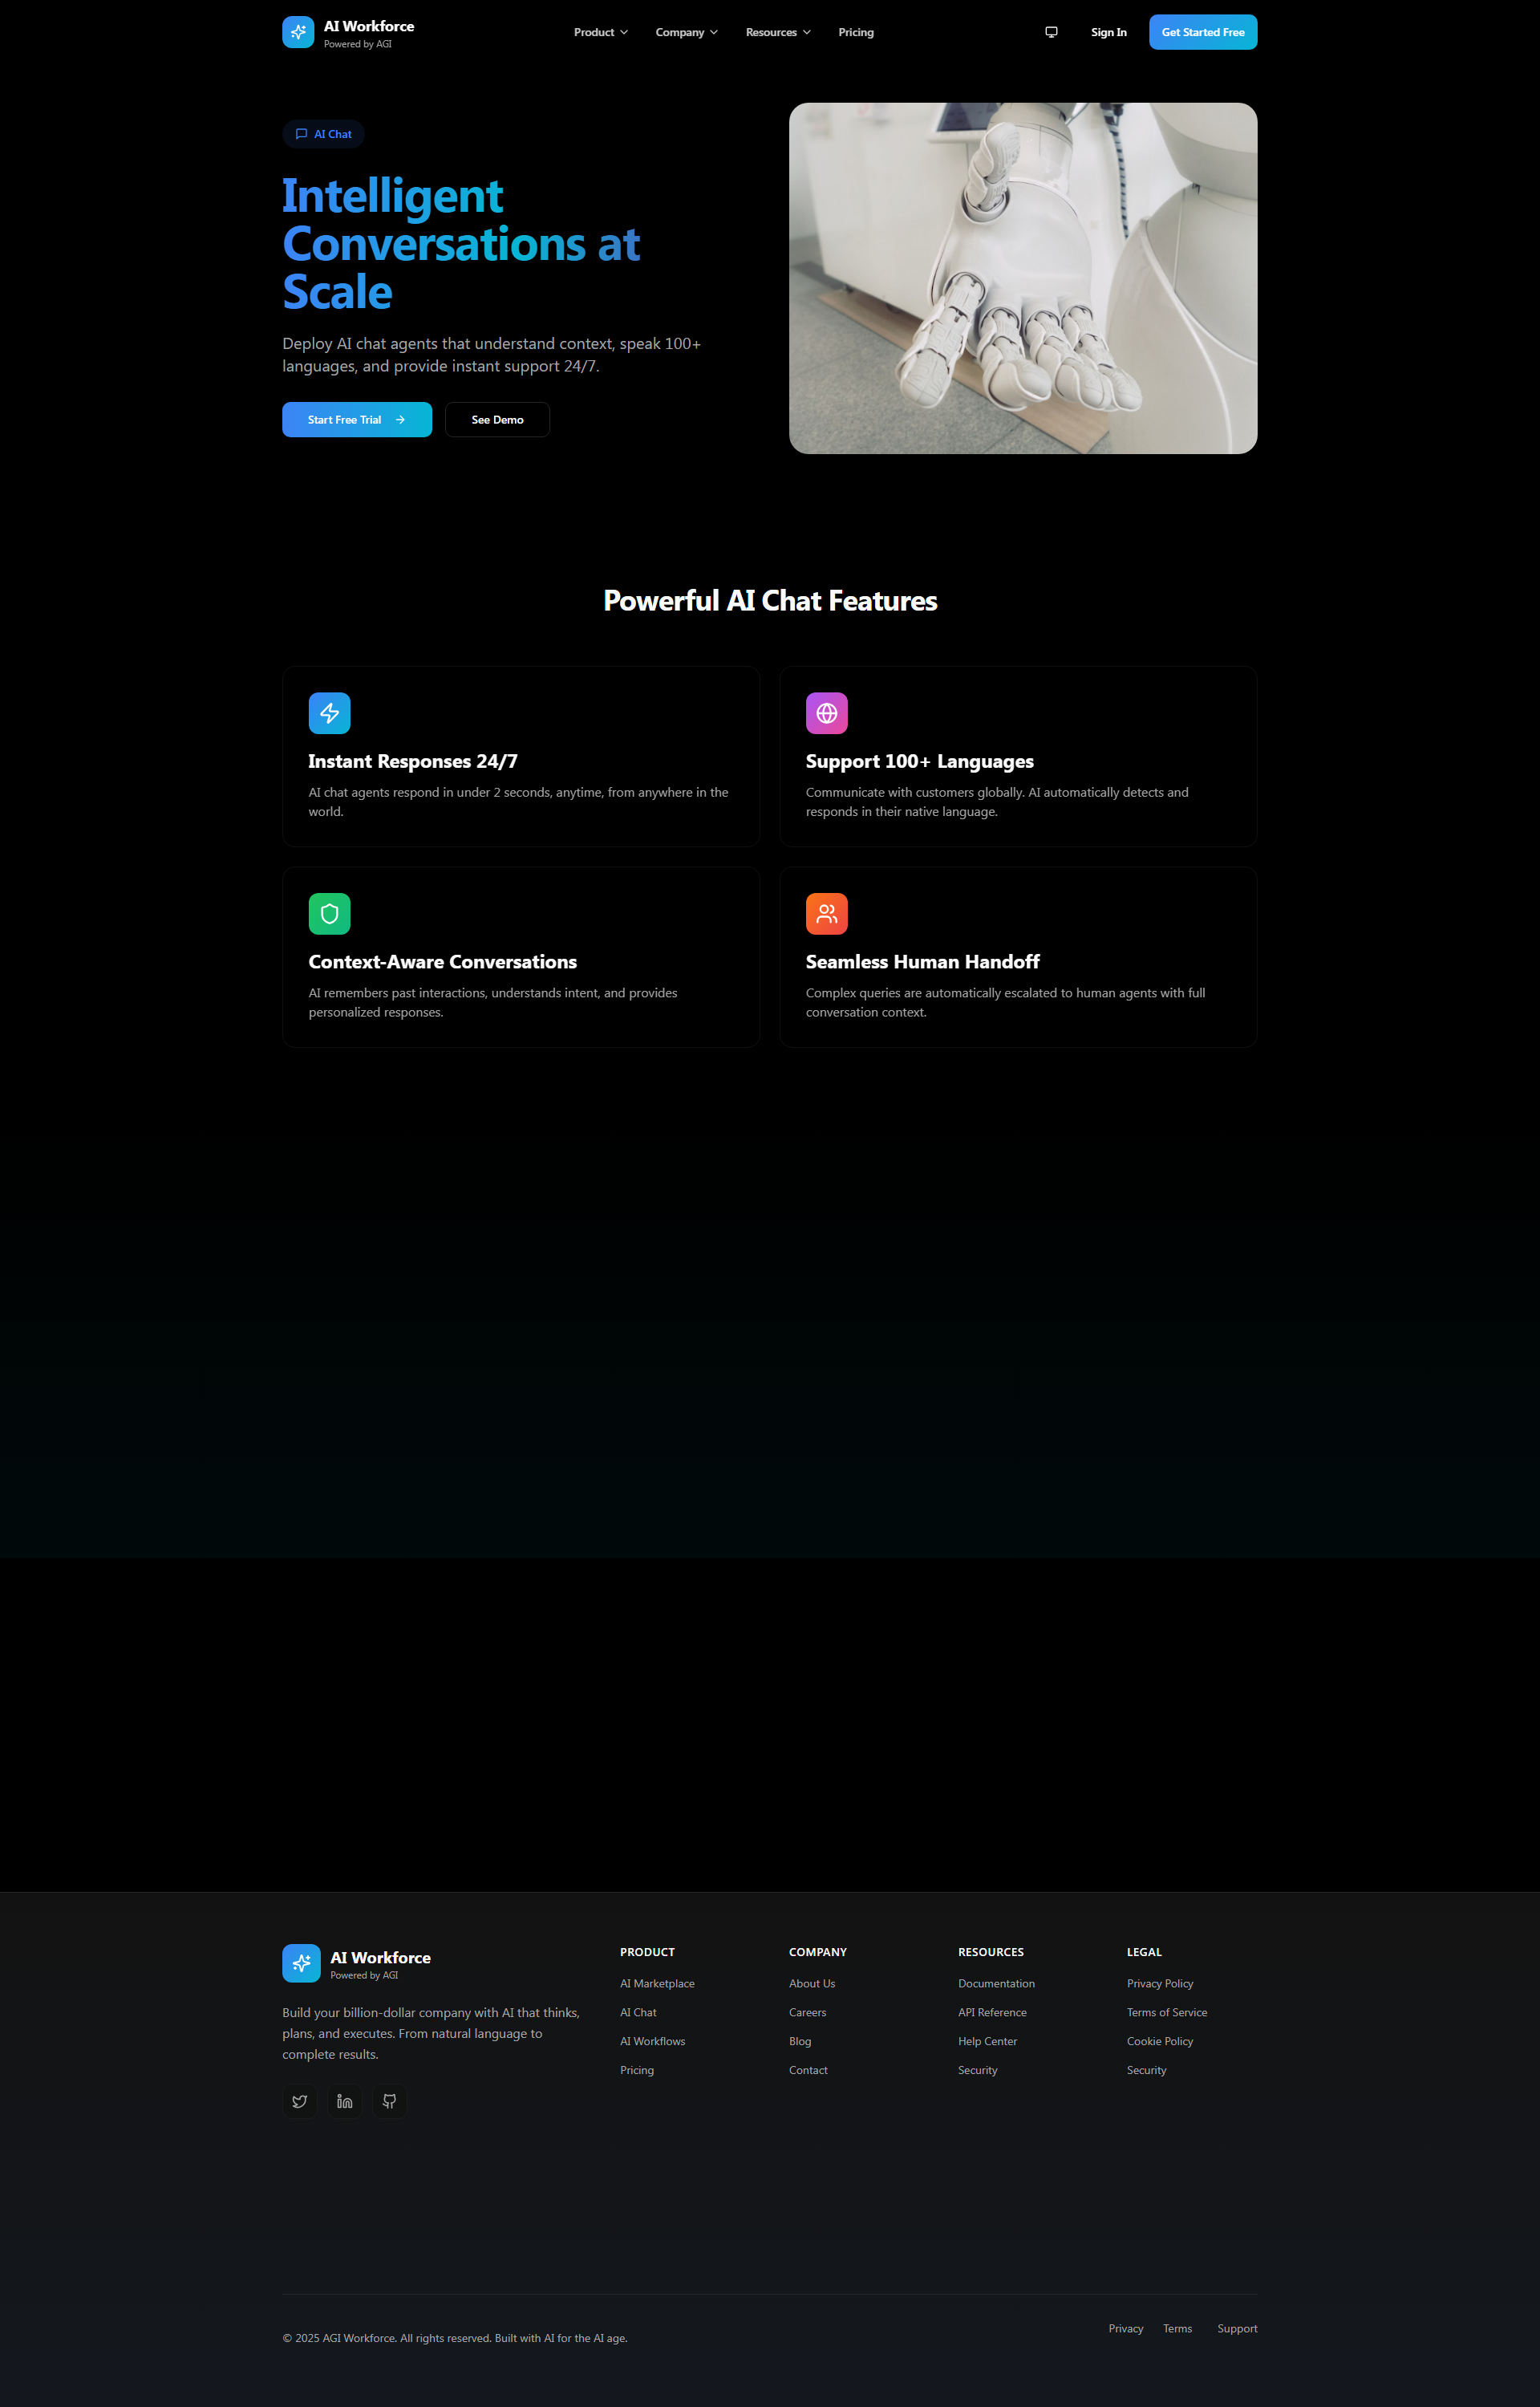 AI Workforce
Powered by AGI
Product
Company
Resources
Pricing
Sign In
Get Started Free
AI Chat
Intelligent
Conversations at
Scale
Deploy AI chat agents that understand context, speak 100+
languages, and provide instant support 24/7.
Start Free Trial
See Demo
Powerful AI Chat Features
Instant Responses 24/7
AI chat agents respond in under 2 seconds, anytime, from anywhere in the
world.
Support 100+ Languages
Communicate with customers globally. AI automatically detects and
responds in their native language.
Context-Aware Conversations
AI remembers past interactions, understands intent, and provides
personalized responses.
Seamless Human Handoff
Complex queries are automatically escalated to human agents with full
conversation context.
AI Workforce
Powered by AGI
Build your billion-dollar company with AI that thinks,
plans, and executes. From natural language to
complete results.
PRODUCT
AI Marketplace
AI Chat
AI Workflows
Pricing
COMPANY
About Us
Careers
Blog
Contact
RESOURCES
Documentation
API Reference
Help Center
Security
LEGAL
Privacy Policy
Terms of Service
Cookie Policy
Security
© 2025 AGI Workforce. All rights reserved. Built with AI for the AI age.
Privacy
Terms
Support